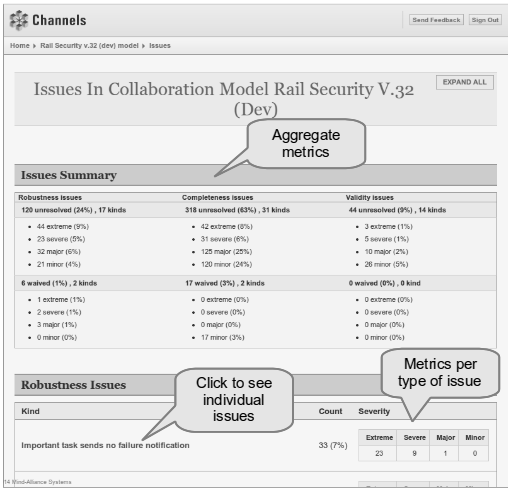 Channels
Send Feedback Sign Out
Home Rail Security v.32 (dev) model Issues
EXPAND ALL
Issues In Collaboration Model Rail Security V.32
(Dev)
Aggregate
metrics
Issues Summary
Robustness issues Completeness issues Validity issues
120 unresolved (24%) , 17 kinds 318 unresolved (63%) , 31 kinds 44 unresolved (9%) , 14 kinds
• 44 extreme (9%) • 42 extreme (8%) • 3 extreme (1%)
• 23 severe (5%) • 31 severe (6%) • 5 severe (1%)
• 32 major (6%) • 125 major (25%) • 10 major (2%)
• 21 minor (4%) • 120 minor (24%) • 26 minor (5%)
6 waived (1%) , 2 kinds 17 waived (3%) , 2 kinds 0 waived (0%) , 0 kind
• 1 extreme (1%) • 0 extreme (0%) • 0 extreme (0%)
• 2 severe (1%) • 0 severe (0%) • 0 severe (0%)
• 3 major (1%) • 0 major (0%) • 0 major (0%)
• 0 minor (0%) • 17 minor (3%) • 0 minor (0%)
Metrics per
type of issue
Robustness Issues
Click to see
individual
issues
Kind Count Severity
Extreme Severe Major Minor
Important task sends no failure notification 33 (7%)
23 9 1 0
14 Mind-Alliance Systems